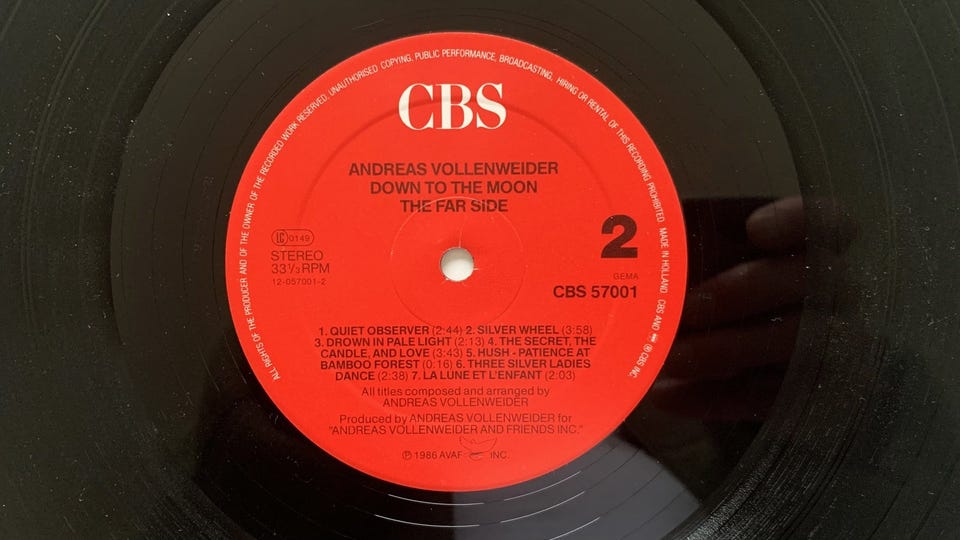 ALL RIGHTS OF THE PRODUCER AND OF THE OWNER OF THE RECORDED WORK RESERVED. UNAUTHORISED COPYING, PUBLIC PERFORMANCE, BROADCASTING, HIRING OR RENTAL OF THIS RECORDING PROHIBITED. MADE IN HOLLAND CBS AND ℗ CBS INC.
CBS
ANDREAS VOLLENWEIDER
DOWN TO THE MOON
THE FAR SIDE
LC 0149
STEREO
33⅓ RPM
12-057001-2
2
GEMA
CBS 57001
1. QUIET OBSERVER (2:44) 2. SILVER WHEEL (3:58)
3. DROWN IN PALE LIGHT (2:13) 4. THE SECRET, THE
CANDLE, AND LOVE (3:43) 5. HUSH - PATIENCE AT
BAMBOO FOREST (0:16) 6. THREE SILVER LADIES
DANCE (2:38) 7. LA LUNE ET L'ENFANT (2:03)
All titles composed and arranged by
ANDREAS VOLLENWEIDER
Produced by ANDREAS VOLLENWEIDER for
"ANDREAS VOLLENWEIDER AND FRIENDS INC."
℗ 1986 AVAF INC.